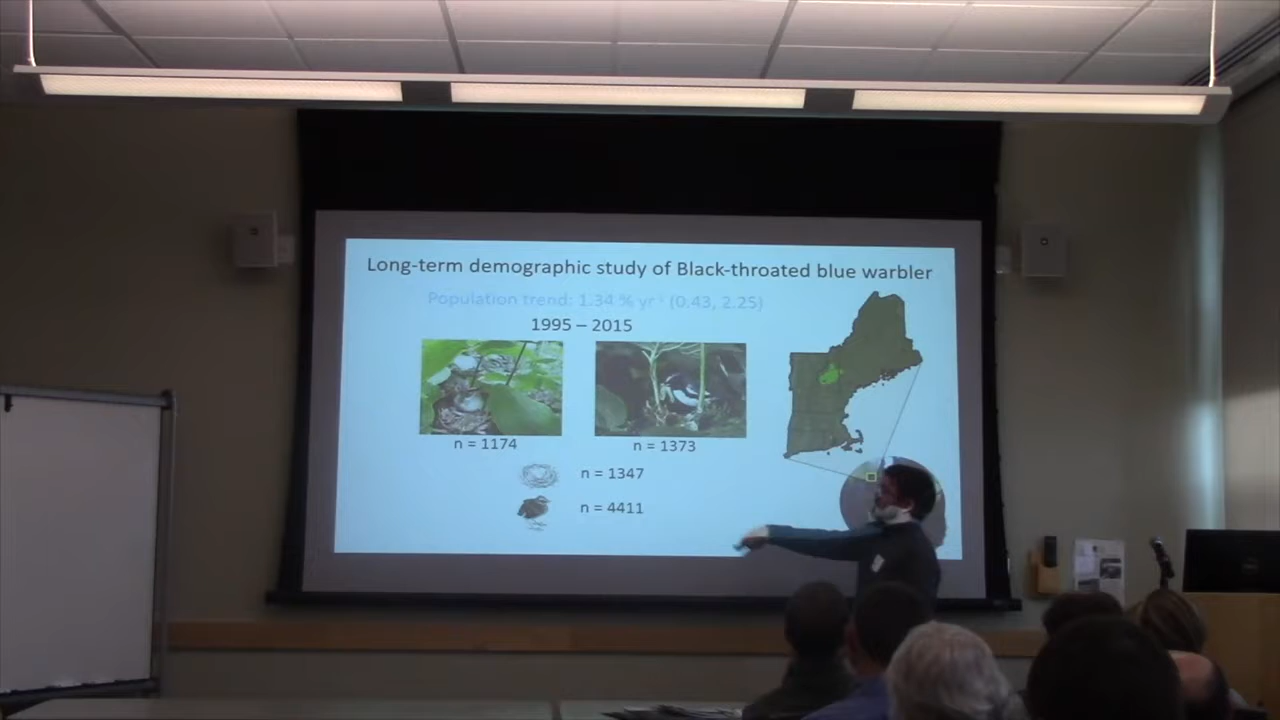 Long-term demographic study of Black-throated blue warbler
Population trend: 1.34 % yr⁻¹ (0.43, 2.25)
1995 – 2015
n = 1174
n = 1373
n = 1347
n = 4411